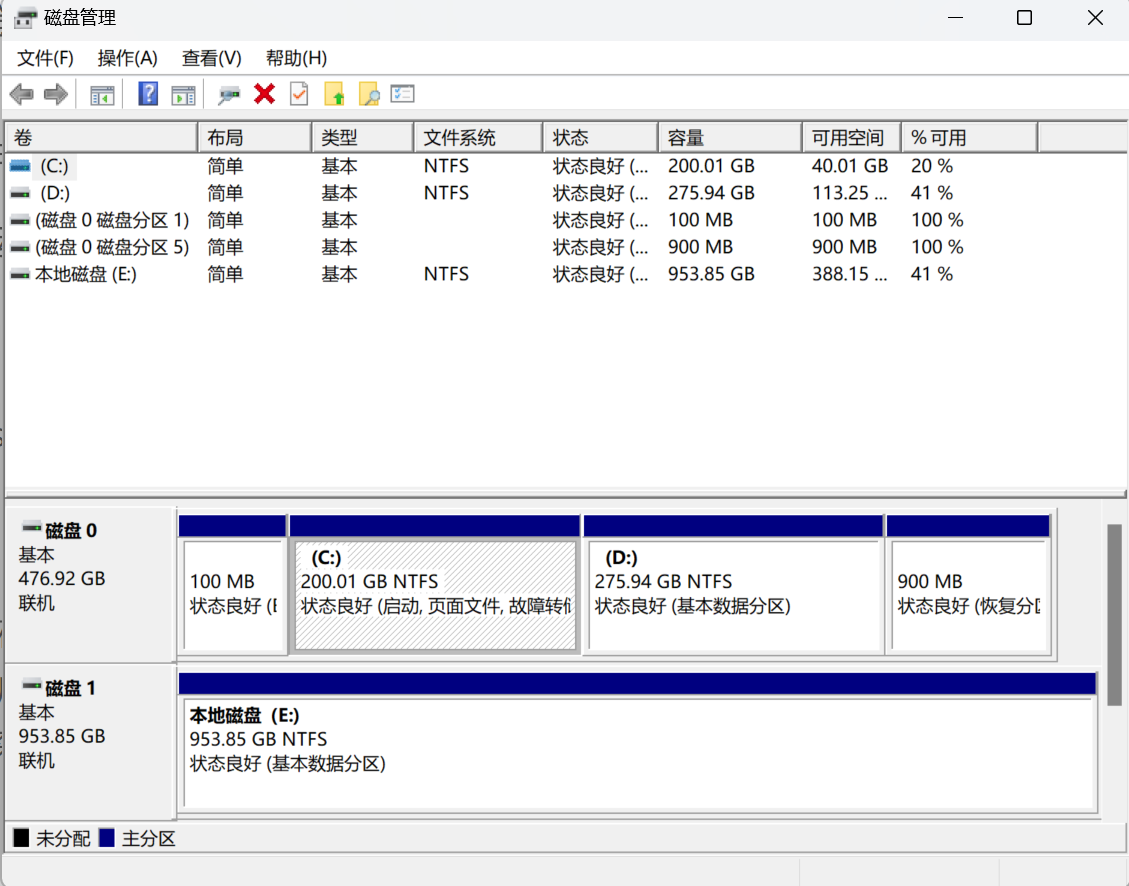 磁盘管理
文件(F) 操作(A) 查看(V) 帮助(H)
卷 布局 类型 文件系统 状态 容量 可用空间 % 可用
(C:) 简单 基本 NTFS 状态良好 (... 200.01 GB 40.01 GB 20 %
(D:) 简单 基本 NTFS 状态良好 (... 275.94 GB 113.25 ... 41 %
(磁盘 0 磁盘分区 1) 简单 基本 状态良好 (... 100 MB 100 MB 100 %
(磁盘 0 磁盘分区 5) 简单 基本 状态良好 (... 900 MB 900 MB 100 %
本地磁盘 (E:) 简单 基本 NTFS 状态良好 (... 953.85 GB 388.15 ... 41 %
磁盘 0
基本
476.92 GB
联机
100 MB
状态良好 (E
(C:)
200.01 GB NTFS
状态良好 (启动, 页面文件, 故障转储
(D:)
275.94 GB NTFS
状态良好 (基本数据分区)
900 MB
状态良好 (恢复分区
磁盘 1
基本
953.85 GB
联机
本地磁盘 (E:)
953.85 GB NTFS
状态良好 (基本数据分区)
未分配 主分区